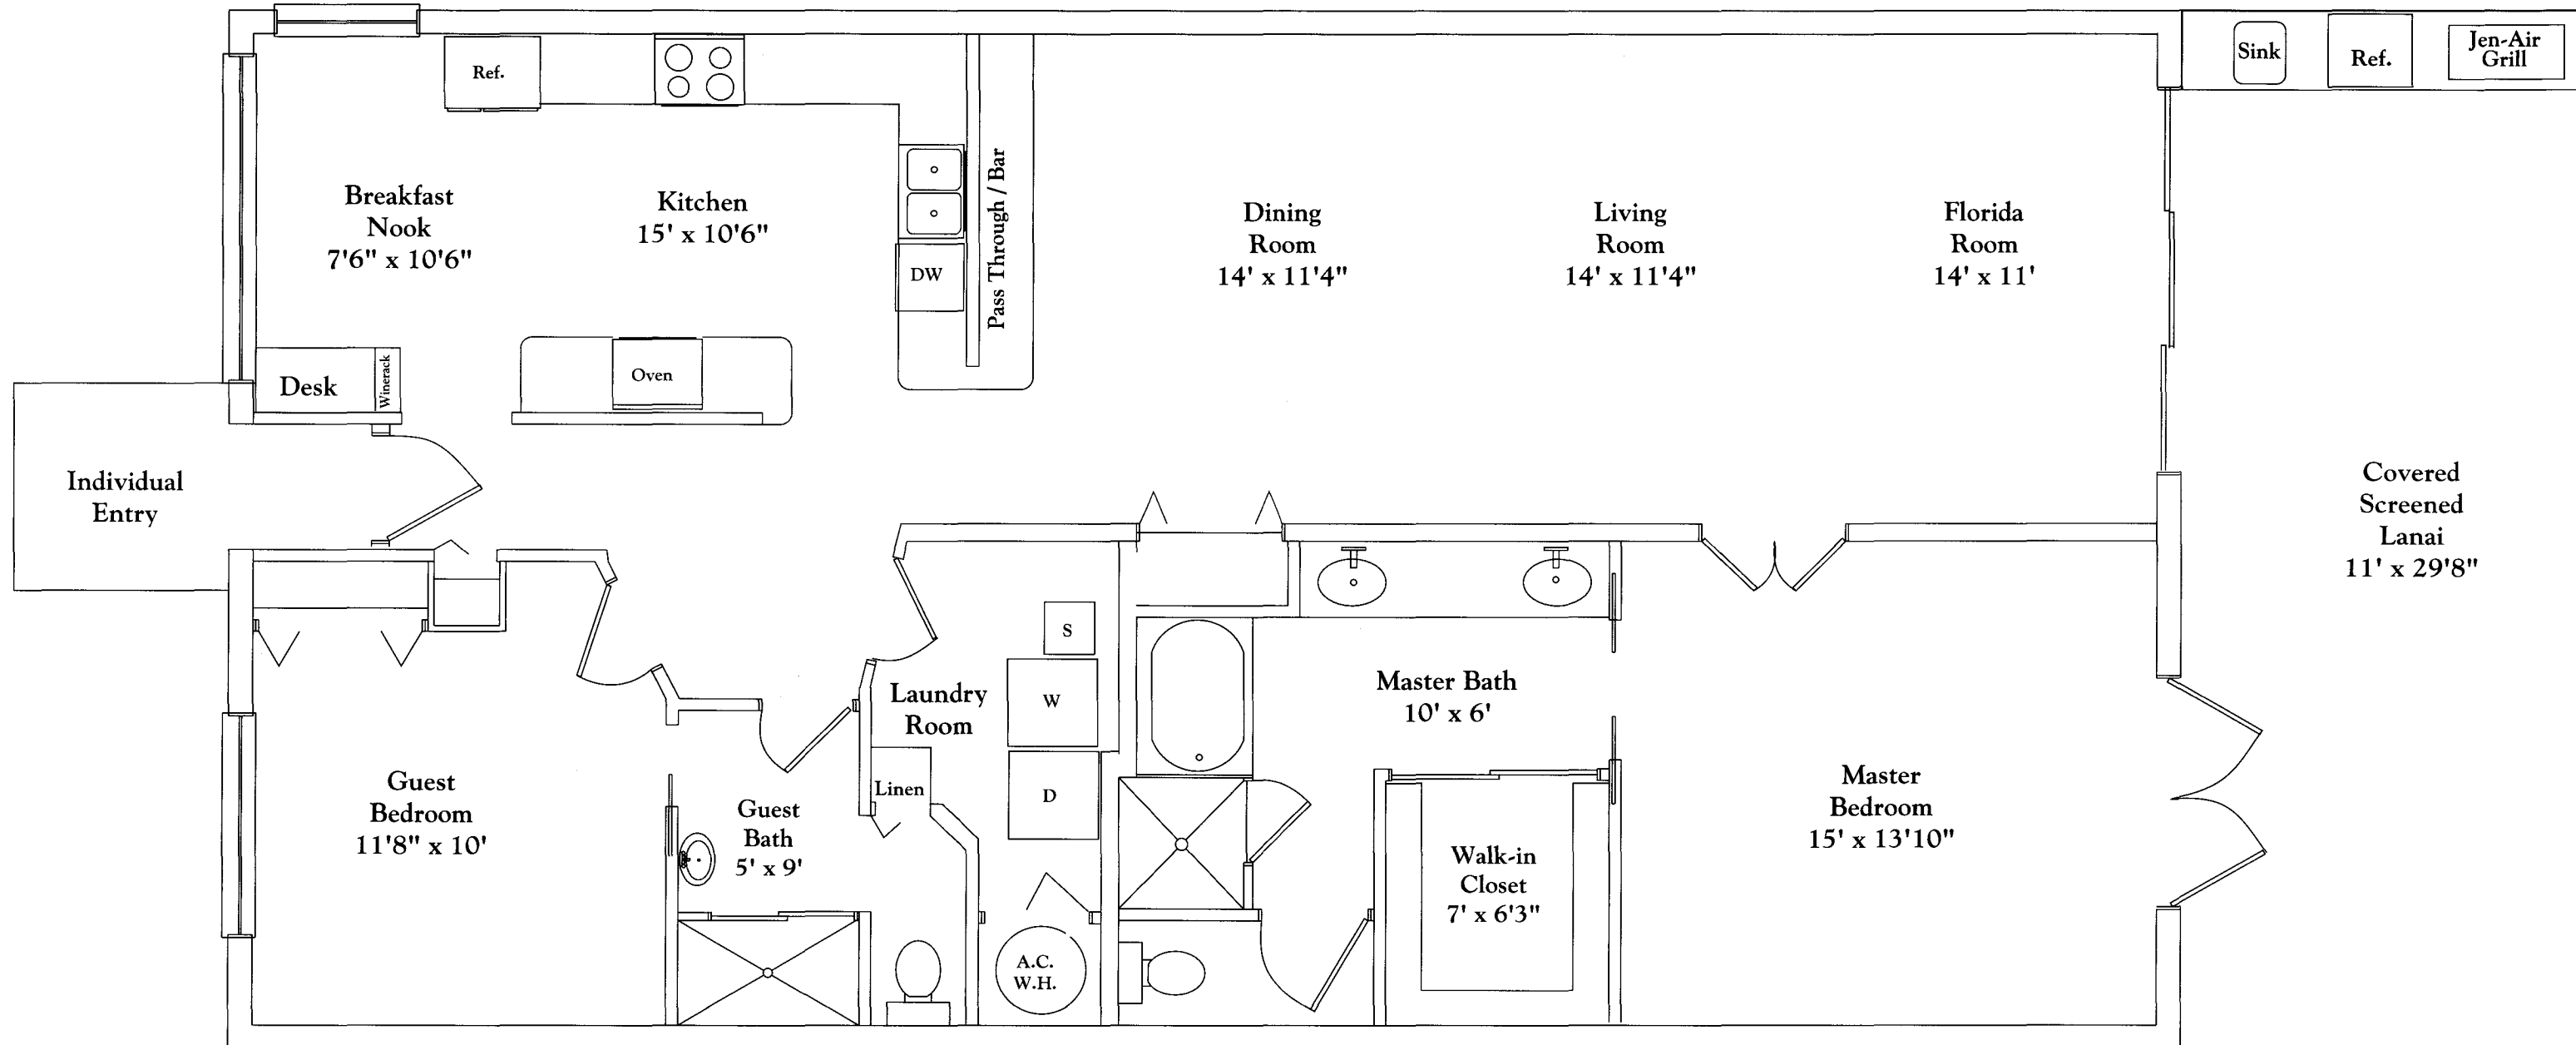 Sink
Ref.
Jen-Air
Grill
Ref.
Breakfast
Nook
7'6" x 10'6"
Kitchen
15' x 10'6"
DW
Pass Through / Bar
Dining
Room
14' x 11'4"
Living
Room
14' x 11'4"
Florida
Room
14' x 11'
Desk
Winerack
Oven
Individual
Entry
Covered
Screened
Lanai
11' x 29'8"
S
W
D
Laundry
Room
Linen
Master Bath
10' x 6'
Guest
Bedroom
11'8" x 10'
Guest
Bath
5' x 9'
Master
Bedroom
15' x 13'10"
Walk-in
Closet
7' x 6'3"
A.C.
W.H.